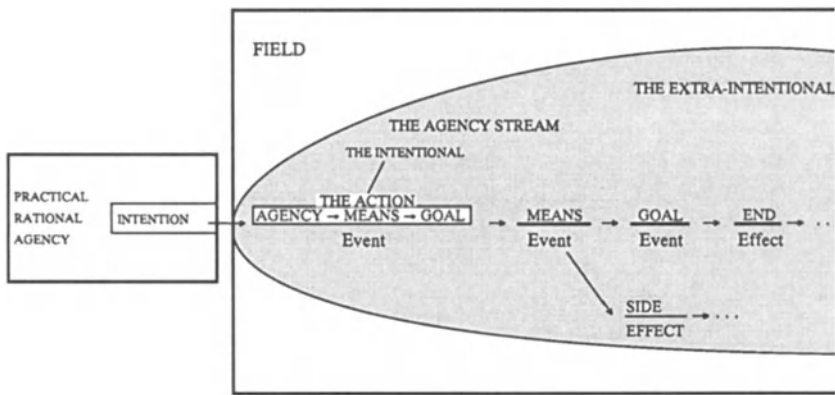 FIELD
THE EXTRA-INTENTIONAL
THE AGENCY STREAM
THE INTENTIONAL
PRACTICAL
RATIONAL
AGENCY
INTENTION
THE ACTION
AGENCY → MEANS → GOAL
Event
MEANS
Event
GOAL
Event
END
Effect
. .
SIDE
EFFECT
. . .